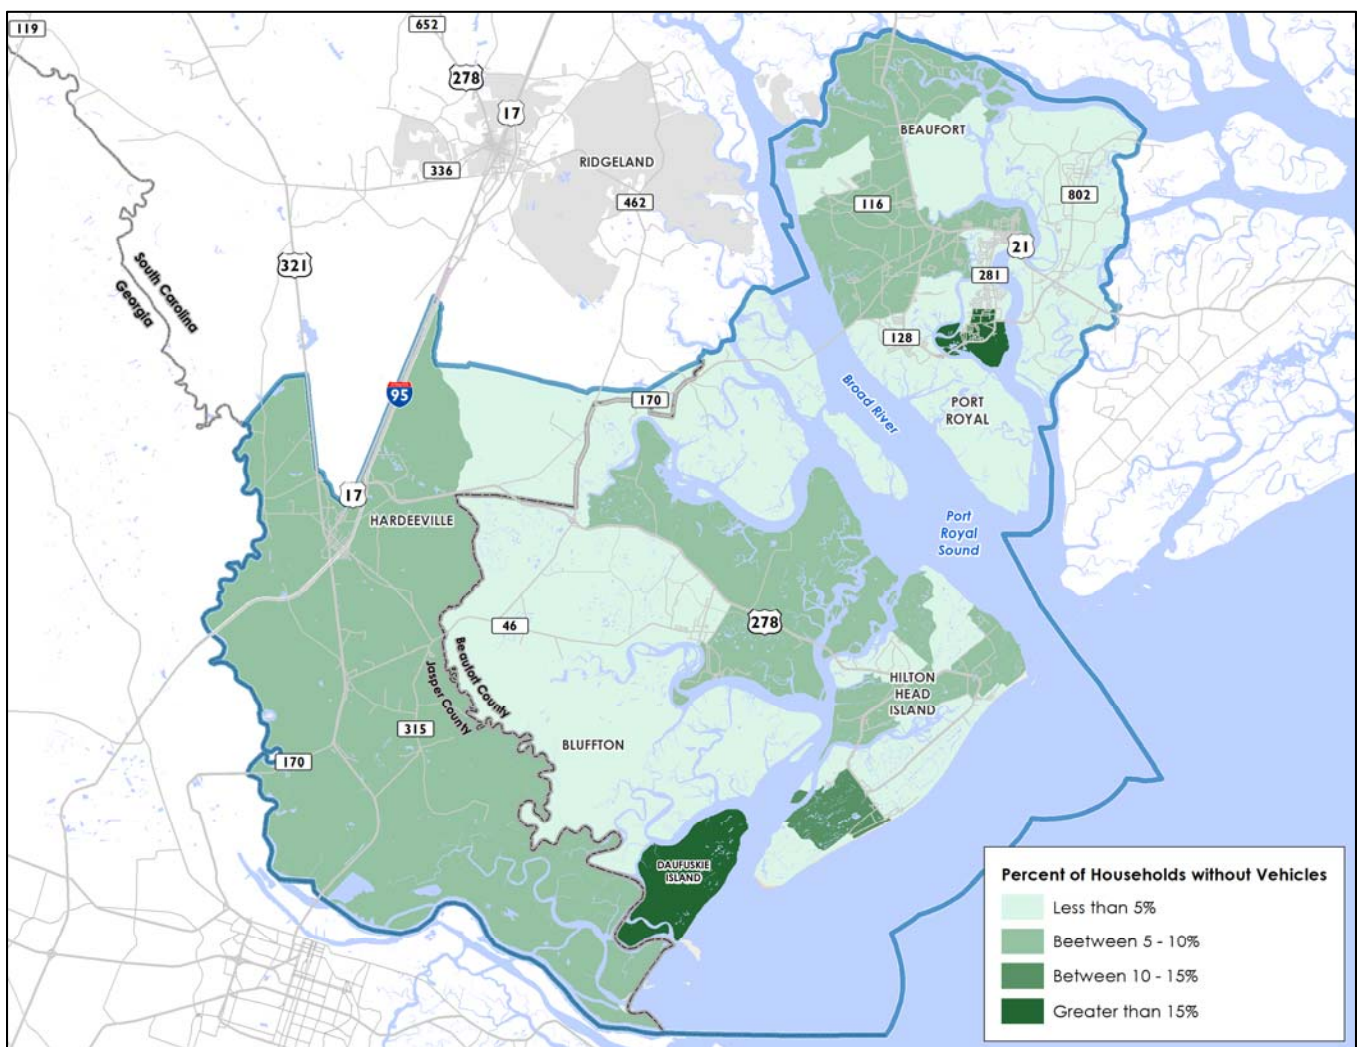 119
652
278
17
RIDGELAND
336
462
BEAUFORT
116
802
21
281
321
South Carolina
Georgia
128
95
170
Broad River
PORT
ROYAL
17
HARDEEVILLE
Port
Royal
Sound
46
278
Beaufort County
Jasper County
HILTON
HEAD
ISLAND
315
BLUFFTON
170
DAUFUSKIE
ISLAND
Percent of Households without Vehicles
Less than 5%
Beetween 5 - 10%
Between 10 - 15%
Greater than 15%